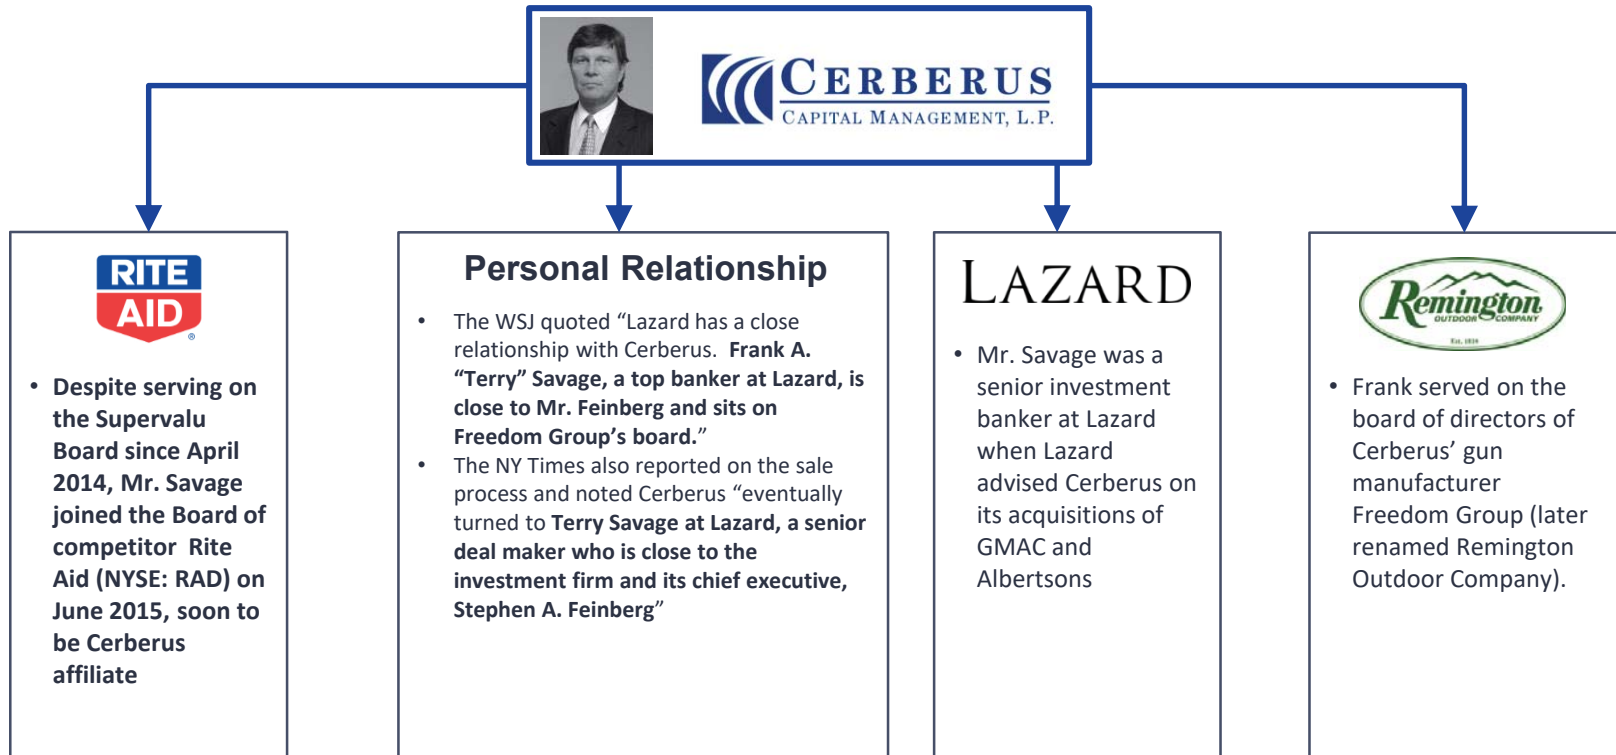 CERBERUS
CAPITAL MANAGEMENT, L.P.
RITE
AID
®
• Despite serving on
the Supervalu
Board since April
2014, Mr. Savage
joined the Board of
competitor Rite
Aid (NYSE: RAD) on
June 2015, soon to
be Cerberus
affiliate
Personal Relationship
• The WSJ quoted “Lazard has a close
relationship with Cerberus. Frank A.
“Terry” Savage, a top banker at Lazard, is
close to Mr. Feinberg and sits on
Freedom Group’s board.”
• The NY Times also reported on the sale
process and noted Cerberus “eventually
turned to Terry Savage at Lazard, a senior
deal maker who is close to the
investment firm and its chief executive,
Stephen A. Feinberg”
LAZARD
• Mr. Savage was a
senior investment
banker at Lazard
when Lazard
advised Cerberus on
its acquisitions of
GMAC and
Albertsons
Remington
OUTDOOR COMPANY
Est. 1816
• Frank served on the
board of directors of
Cerberus’ gun
manufacturer
Freedom Group (later
renamed Remington
Outdoor Company).